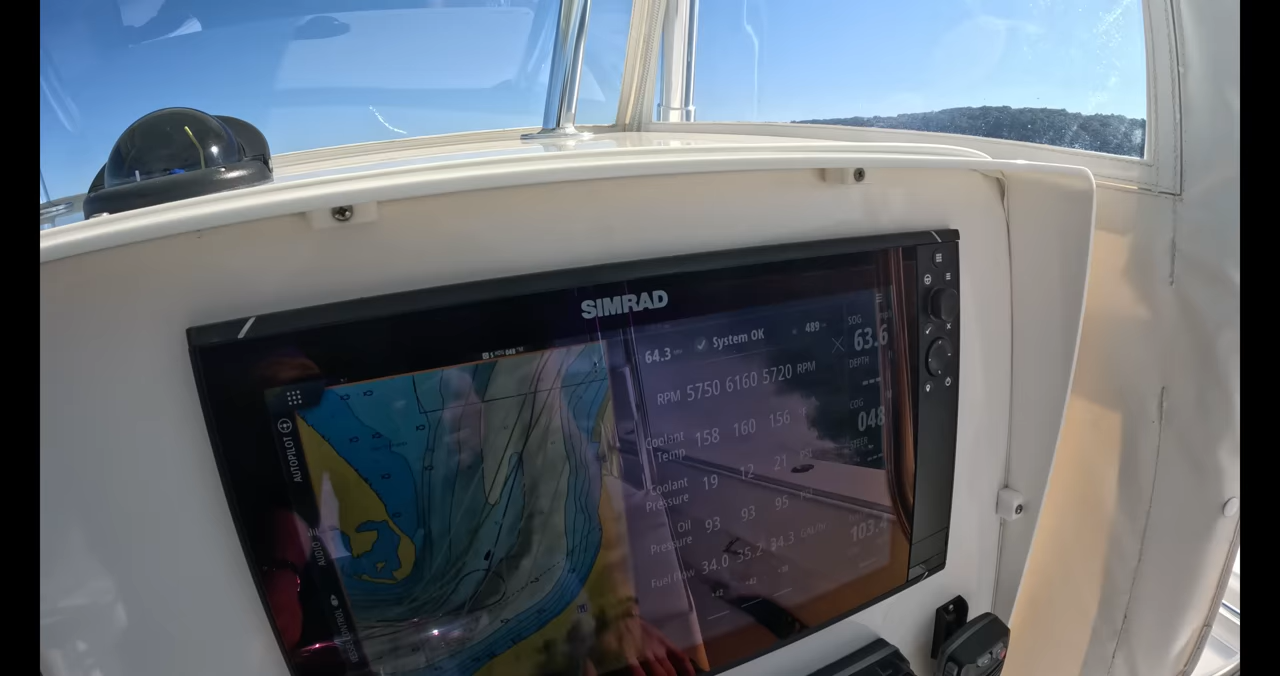 SIMRAD
64.3
System OK
489
SOG
63.6
RPM 5750 6160 5720 RPM
DEPTH
Coolant Temp 158 160 156
COG
048
Coolant Pressure 19 12 21 PSI
Oil Pressure 93 93 95
Fuel Flow 34.0 35.2 34.3
103.4
AUTOPILOT
AUDIO